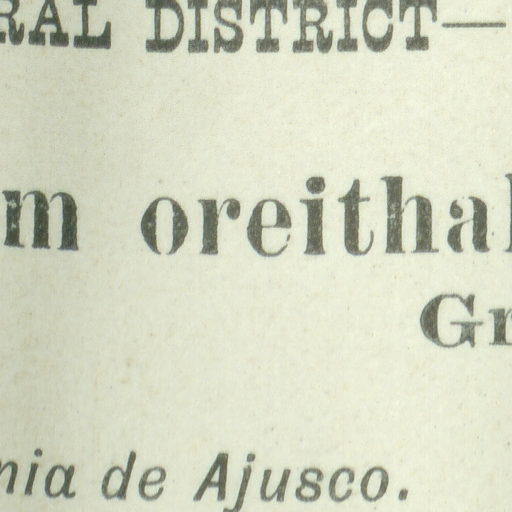 RAL DISTRICT—
m oreithal
Gr
nia de Ajusco.